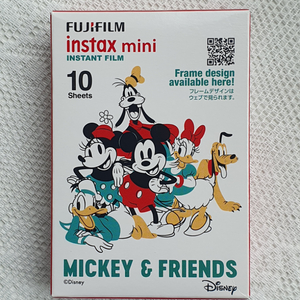 FUJIFILM
instax mini
INSTANT FILM
10
Sheets
Frame design
available here!
フレームデザインは
ウェブで見られます。
MICKEY & FRIENDS
©Disney
Disney